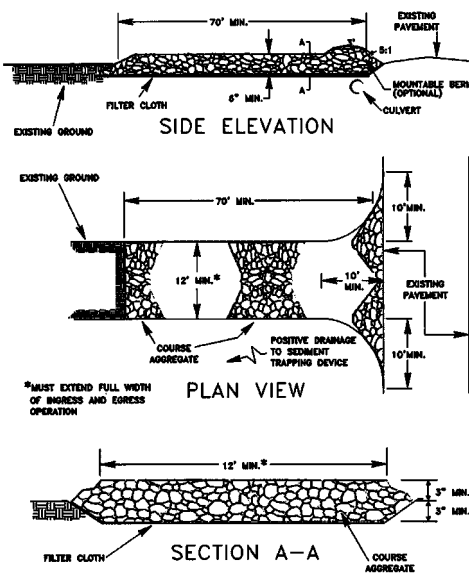 70' MIN.
A
5:1
EXISTING
PAVEMENT
6" MIN.
A
MOUNTABLE BERM
(OPTIONAL)
FILTER CLOTH
CULVERT
EXISTING GROUND
SIDE ELEVATION
EXISTING GROUND
70' MIN.
10'MIN.
12' MIN.*
10'
MIN.
EXISTING
PAVEMENT
COURSE
AGGREGATE
POSITIVE DRAINAGE
TO SEDIMENT
TRAPPING DEVICE
10'MIN.
*MUST EXTEND FULL WIDTH
OF INGRESS AND EGRESS
OPERATION
PLAN VIEW
12' MIN.*
3" MIN.
3" MIN.
FILTER CLOTH
SECTION A-A
COURSE
AGGREGATE